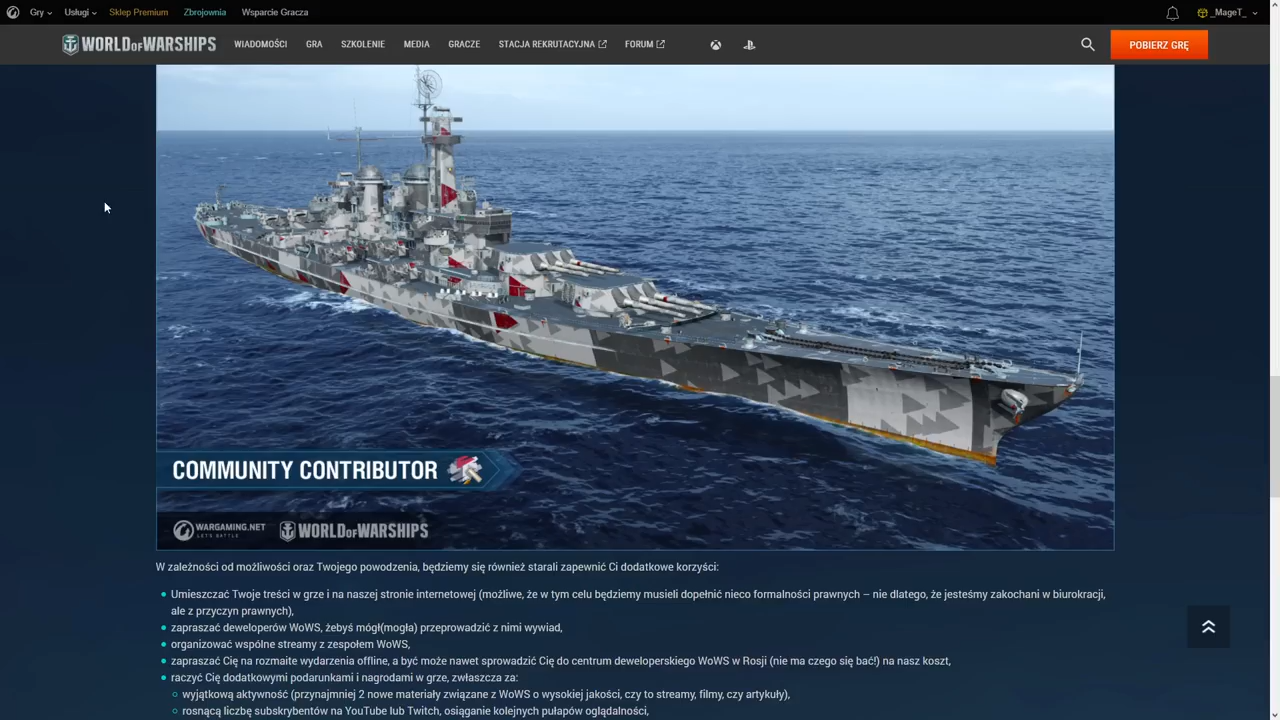 Gry Usługi Sklep Premium Zbrojownia Wsparcie Gracza _MageT_
WORLD OF WARSHIPS WIADOMOŚCI GRA SZKOLENIE MEDIA GRACZE STACJA REKRUTACYJNA FORUM POBIERZ GRĘ
COMMUNITY CONTRIBUTOR
WARGAMING.NET LET'S BATTLE WORLD OF WARSHIPS
W zależności od możliwości oraz Twojego powodzenia, będziemy się również starali zapewnić Ci dodatkowe korzyści:
Umieszczać Twoje treści w grze i na naszej stronie internetowej (możliwe, że w tym celu będziemy musieli dopełnić nieco formalności prawnych – nie dlatego, że jesteśmy zakochani w biurokracji,
ale z przyczyn prawnych),
zapraszać deweloperów WoWS, żebyś mógł(mogła) przeprowadzić z nimi wywiad,
organizować wspólne streamy z zespołem WoWS,
zapraszać Cię na rozmaite wydarzenia offline, a być może nawet sprowadzić Cię do centrum deweloperskiego WoWS w Rosji (nie ma czego się bać!) na nasz koszt,
raczyć Cię dodatkowymi podarunkami i nagrodami w grze, zwłaszcza za:
wyjątkową aktywność (przynajmniej 2 nowe materiały związane z WoWS o wysokiej jakości, czy to streamy, filmy, czy artykuły),
rosnącą liczbę subskrybentów na YouTube lub Twitch, osiąganie kolejnych pułapów oglądalności,